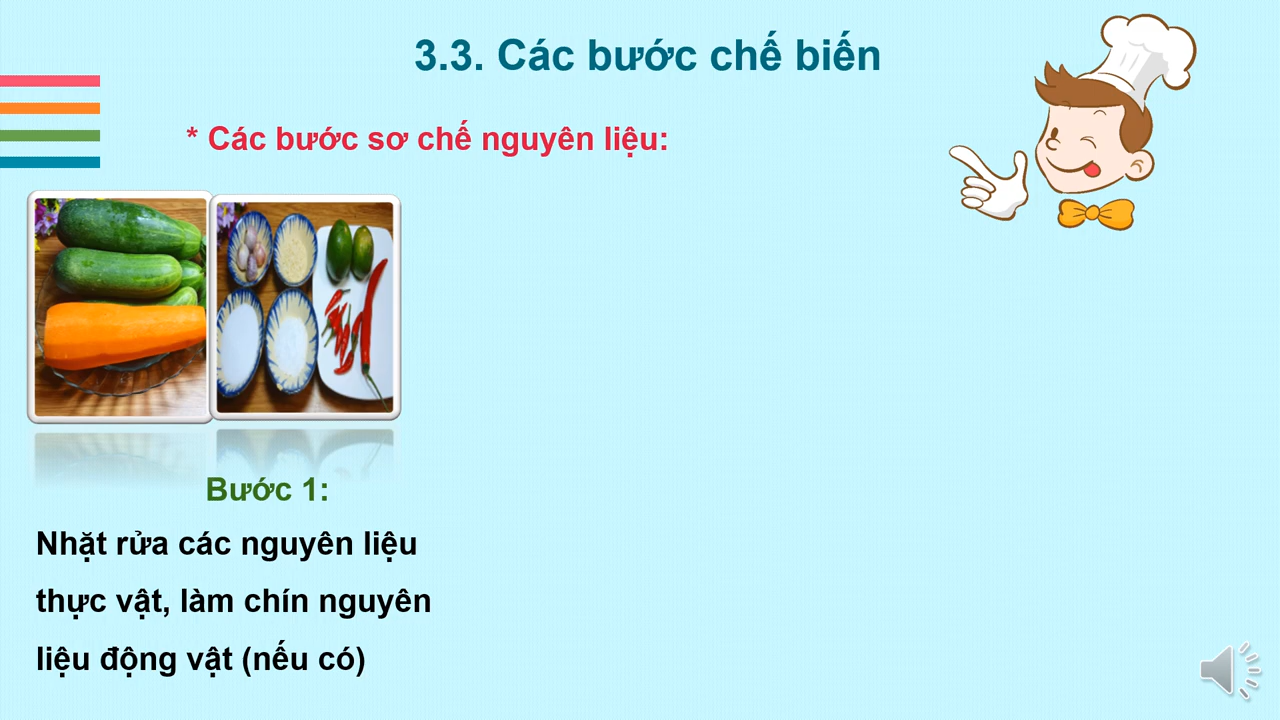 3.3. Các bước chế biến
* Các bước sơ chế nguyên liệu:
Bước 1:
Nhặt rửa các nguyên liệu
thực vật, làm chín nguyên
liệu động vật (nếu có)